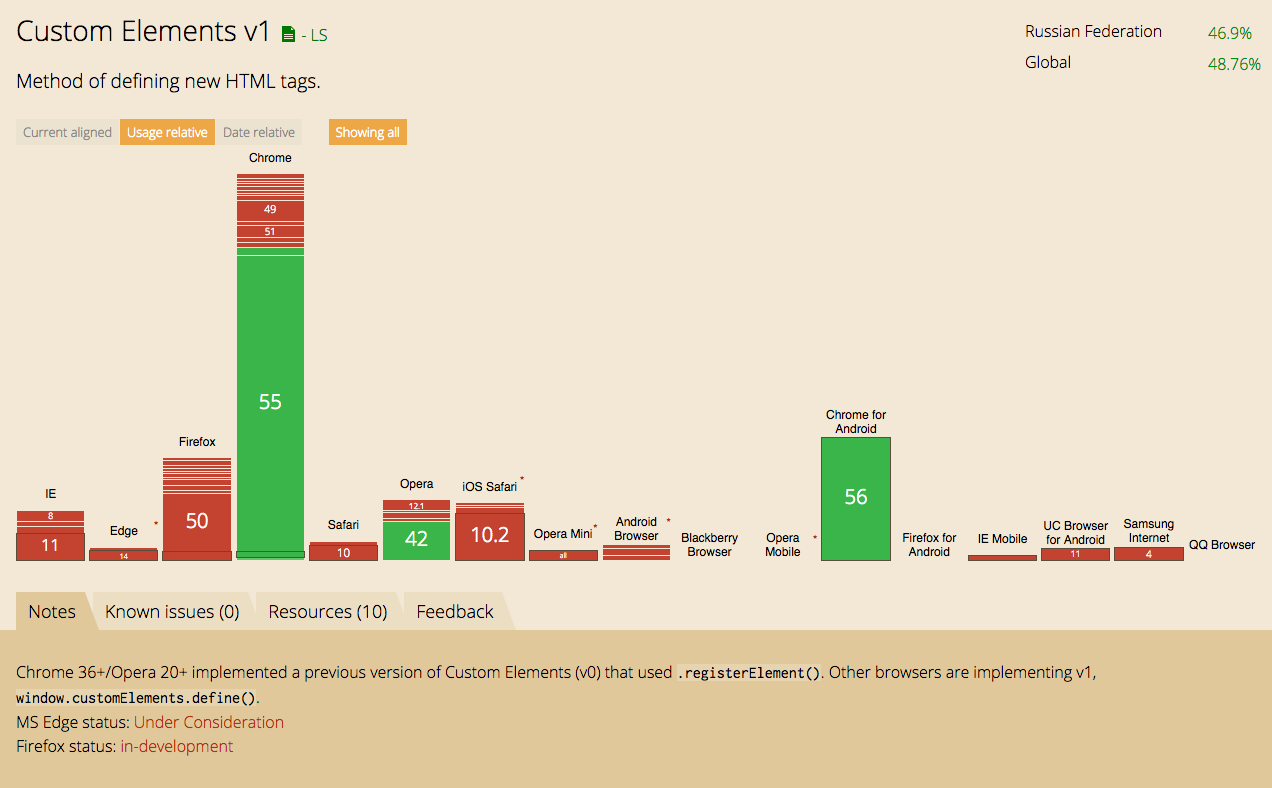 Custom Elements v1 - LS
Russian Federation 46.9%
Global 48.76%
Method of defining new HTML tags.
Current aligned Usage relative Date relative Showing all
Chrome
49
51
55
Firefox
50
IE
8
11
Edge *
14
Safari
10
Opera
12.1
42
iOS Safari *
10.2
Opera Mini *
all
Android
Browser *
Blackberry
Browser
Opera
Mobile *
Chrome for
Android
56
Firefox for
Android
IE Mobile
UC Browser
for Android
11
Samsung
Internet
4
QQ Browser
Notes Known issues (0) Resources (10) Feedback
Chrome 36+/Opera 20+ implemented a previous version of Custom Elements (v0) that used .registerElement(). Other browsers are implementing v1,
window.customElements.define().
MS Edge status: Under Consideration
Firefox status: in-development